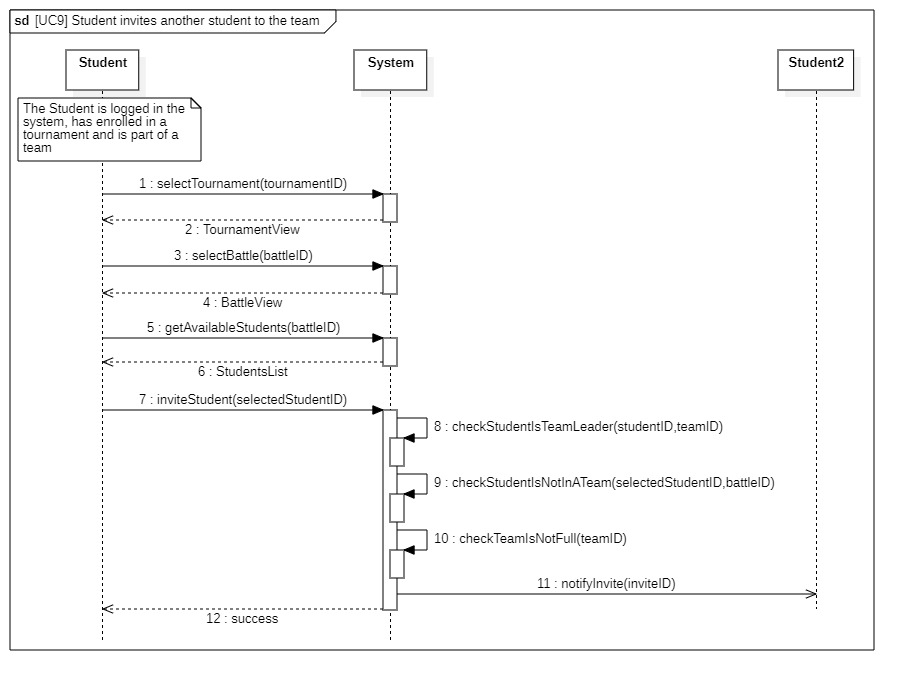 sd [UC9] Student invites another student to the team
Student
System
Student2
The Student is logged in the
system, has enrolled in a
tournament and is part of a
team
1 : selectTournament(tournamentID)
2 : TournamentView
3 : selectBattle(battleID)
4 : BattleView
5 : getAvailableStudents(battleID)
6 : StudentsList
7 : inviteStudent(selectedStudentID)
8 : checkStudentIsTeamLeader(studentID,teamID)
9 : checkStudentIsNotInATeam(selectedStudentID,battleID)
10 : checkTeamIsNotFull(teamID)
11 : notifyInvite(inviteID)
12 : success